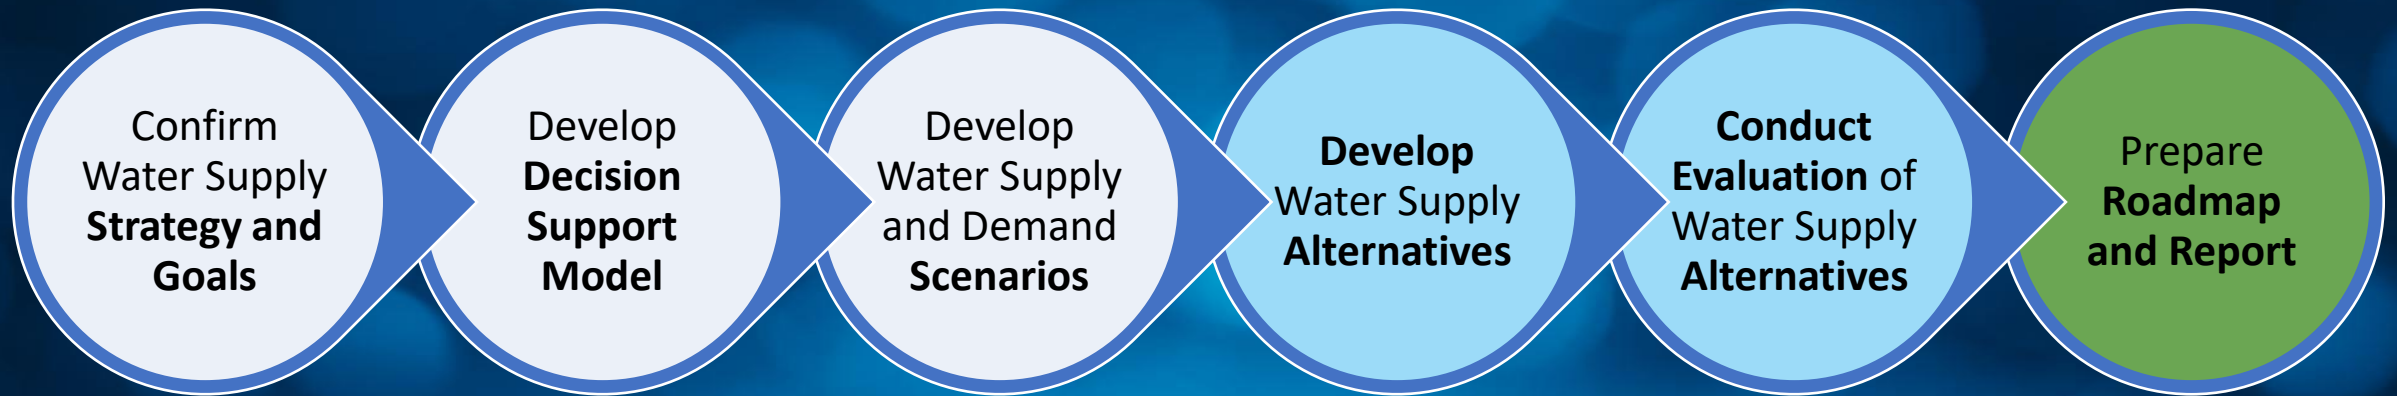 Confirm
Water Supply
Strategy and
Goals
Develop
Decision
Support
Model
Develop
Water Supply
and Demand
Scenarios
Develop
Water Supply
Alternatives
Conduct
Evaluation of
Water Supply
Alternatives
Prepare
Roadmap
and Report